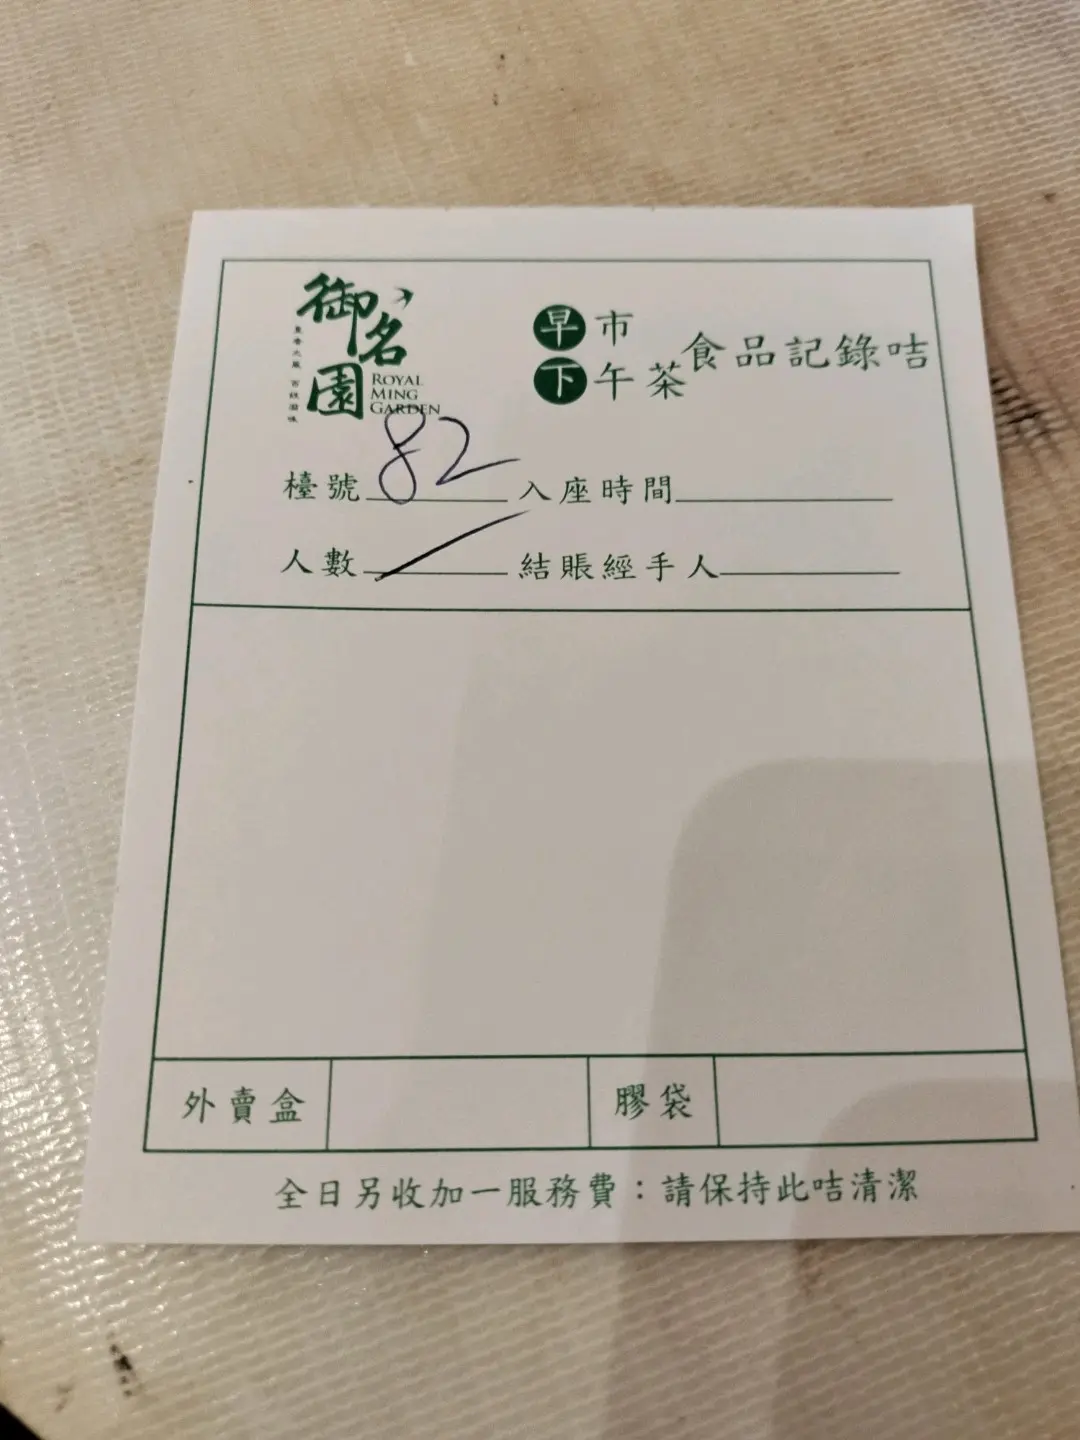 御名園
ROYAL
MING
GARDEN
早市
下午茶
食品記錄咭
檯號 82 入座時間
人數 / 結賬經手人
外賣盒 膠袋
全日另收加一服務費：請保持此咭清潔